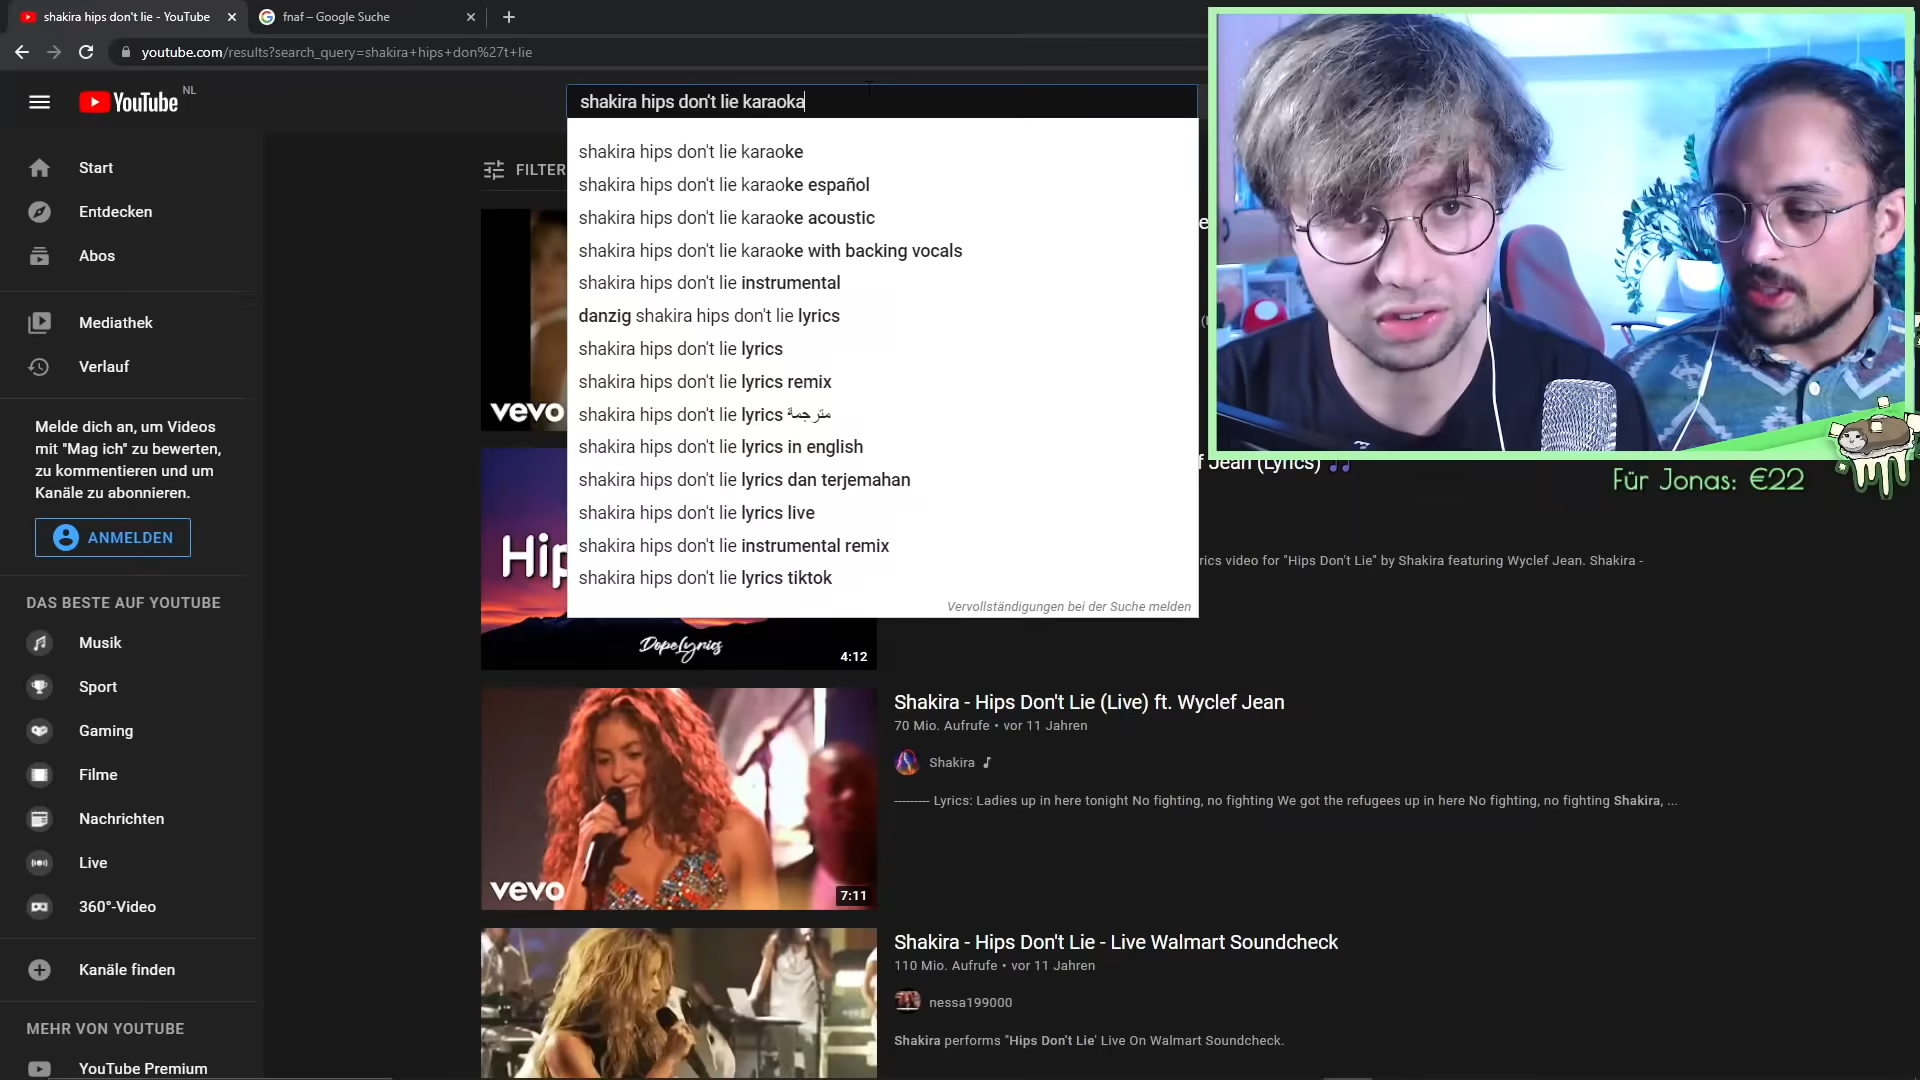 shakira hips don't lie - YouTube
fnaf – Google Suche
youtube.com/results?search_query=shakira+hips+don%27t+lie
YouTube NL
shakira hips don't lie karaoka
shakira hips don't lie karaoke
shakira hips don't lie karaoke español
shakira hips don't lie karaoke acoustic
shakira hips don't lie karaoke with backing vocals
shakira hips don't lie instrumental
danzig shakira hips don't lie lyrics
shakira hips don't lie lyrics
shakira hips don't lie lyrics remix
shakira hips don't lie lyrics مترجمة
shakira hips don't lie lyrics in english
shakira hips don't lie lyrics dan terjemahan
shakira hips don't lie lyrics live
shakira hips don't lie instrumental remix
shakira hips don't lie lyrics tiktok
Vervollständigungen bei der Suche melden
Start
Entdecken
Abos
Mediathek
Verlauf
Melde dich an, um Videos
mit "Mag ich" zu bewerten,
zu kommentieren und um
Kanäle zu abonnieren.
ANMELDEN
DAS BESTE AUF YOUTUBE
Musik
Sport
Gaming
Filme
Nachrichten
Live
360°-Video
Kanäle finden
MEHR VON YOUTUBE
YouTube Premium
FILTER
vevo
Hip
DopeLyrics
4:12
f Jean (Lyrics)
rics video for "Hips Don't Lie" by Shakira featuring Wyclef Jean. Shakira -
Für Jonas: €22
vevo
7:11
Shakira - Hips Don't Lie (Live) ft. Wyclef Jean
70 Mio. Aufrufe • vor 11 Jahren
Shakira
--------- Lyrics: Ladies up in here tonight No fighting, no fighting We got the refugees up in here No fighting, no fighting Shakira, ...
Shakira - Hips Don't Lie - Live Walmart Soundcheck
110 Mio. Aufrufe • vor 11 Jahren
nessa199000
Shakira performs "Hips Don't Lie' Live On Walmart Soundcheck.